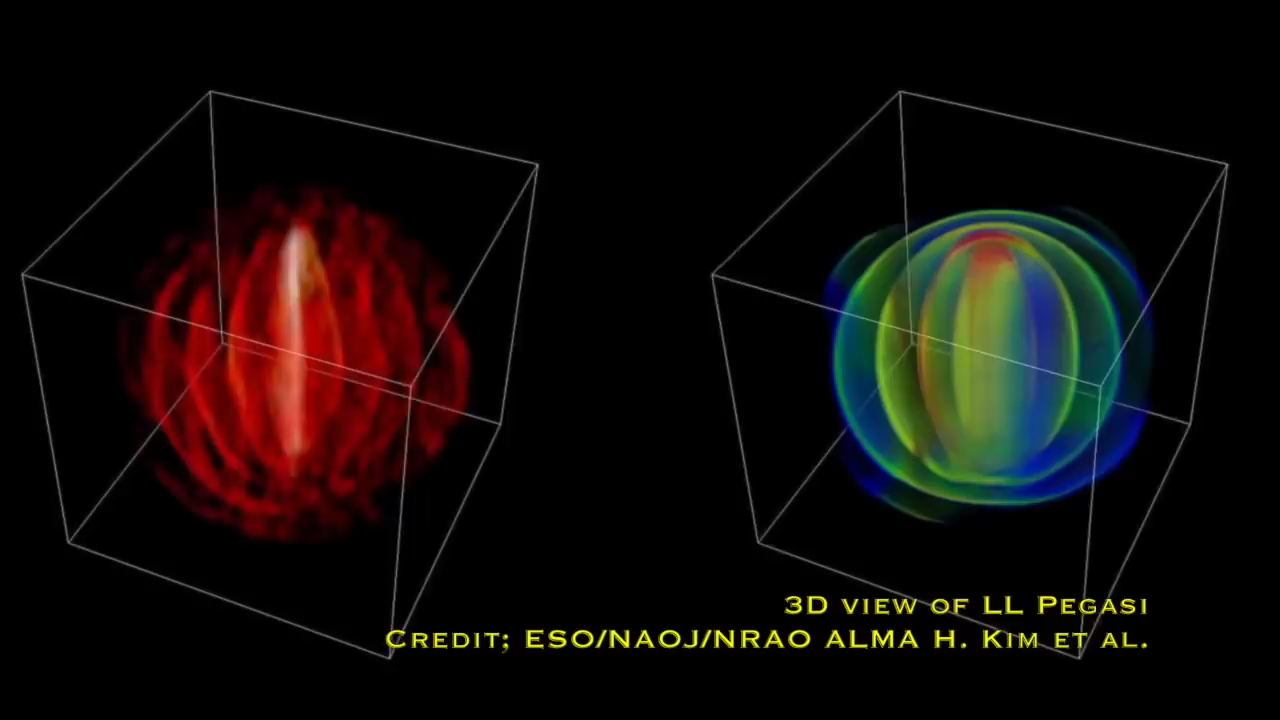 3D view of LL Pegasi
Credit; ESO/NAOJ/NRAO ALMA H. Kim et al.